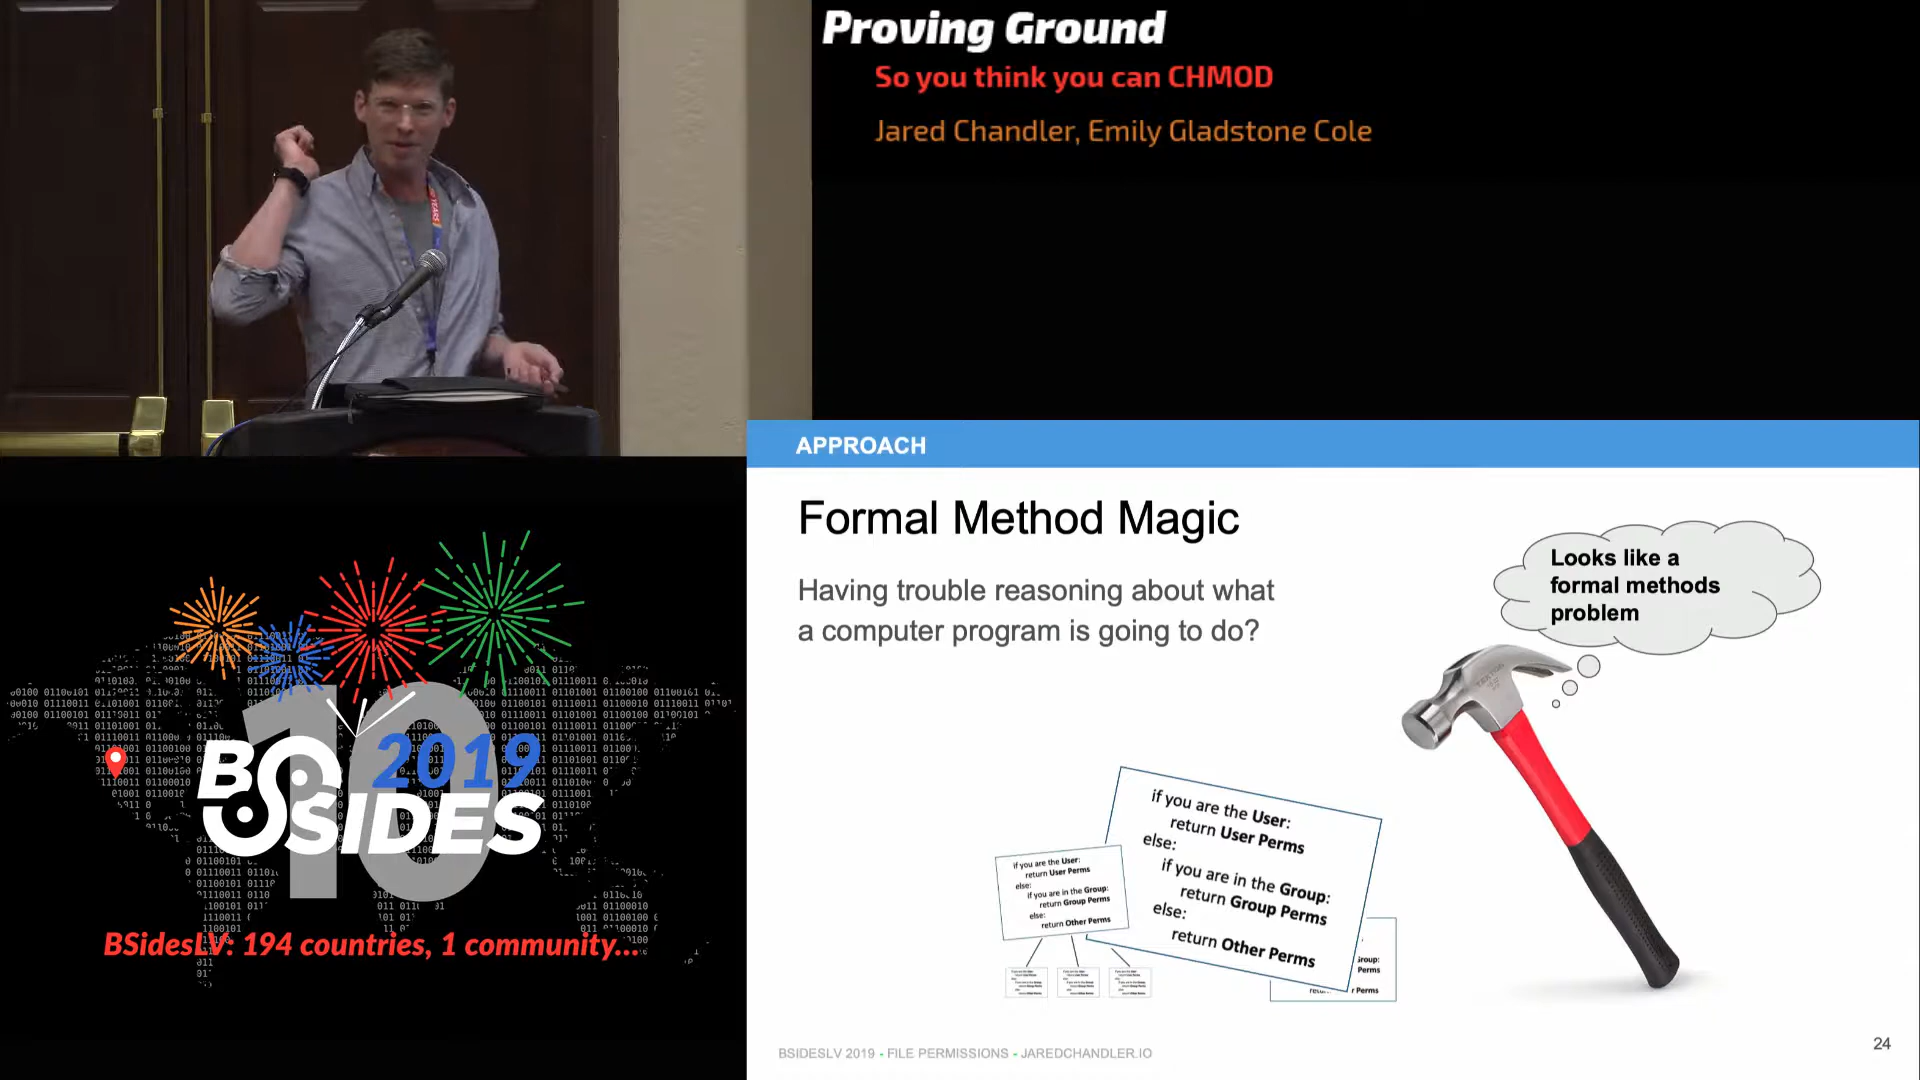 Proving Ground
So you think you can CHMOD
Jared Chandler, Emily Gladstone Cole
APPROACH
Formal Method Magic
Having trouble reasoning about what
a computer program is going to do?
Looks like a
formal methods
problem
if you are the User:
return User Perms
else:
if you are in the Group:
return Group Perms
else:
return Other Perms
if you are the User:
return User Perms
else:
if you are in the Group:
return Group Perms
else:
return Other Perms
Group:
Perms
r Perms
BSIDESLV 2019 - FILE PERMISSIONS - JAREDCHANDLER.IO
24
10
2019
BSIDES
BSidesLV: 194 countries, 1 community...